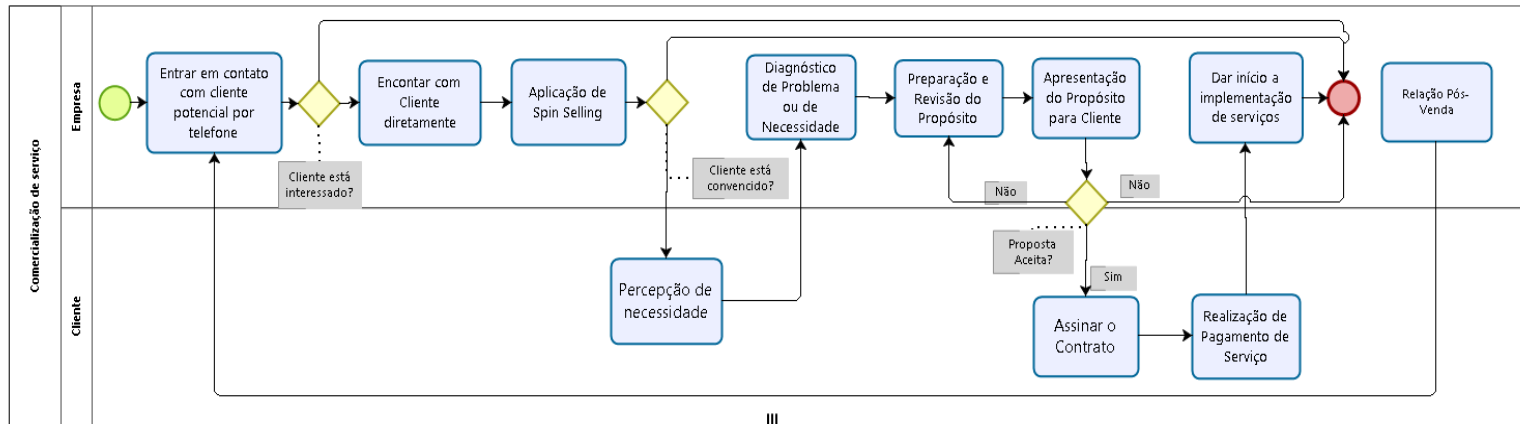 Comercialização de serviço
Empresa
Entrar em contato
com cliente
potencial por
telefone
Cliente está
interessado?
Encontar com
Cliente
diretamente
Aplicação de
Spin Selling
Cliente está
convencido?
Diagnóstico
de Problema
ou de
Necessidade
Preparação e
Revisão do
Propósito
Apresentação
do Propósito
para Cliente
Não
Não
Dar início a
implementação
de serviços
Relação Pós-
Venda
Cliente
Percepção de
necessidade
Proposta
Aceita?
Sim
Assinar o
Contrato
Realização de
Pagamento de
Serviço